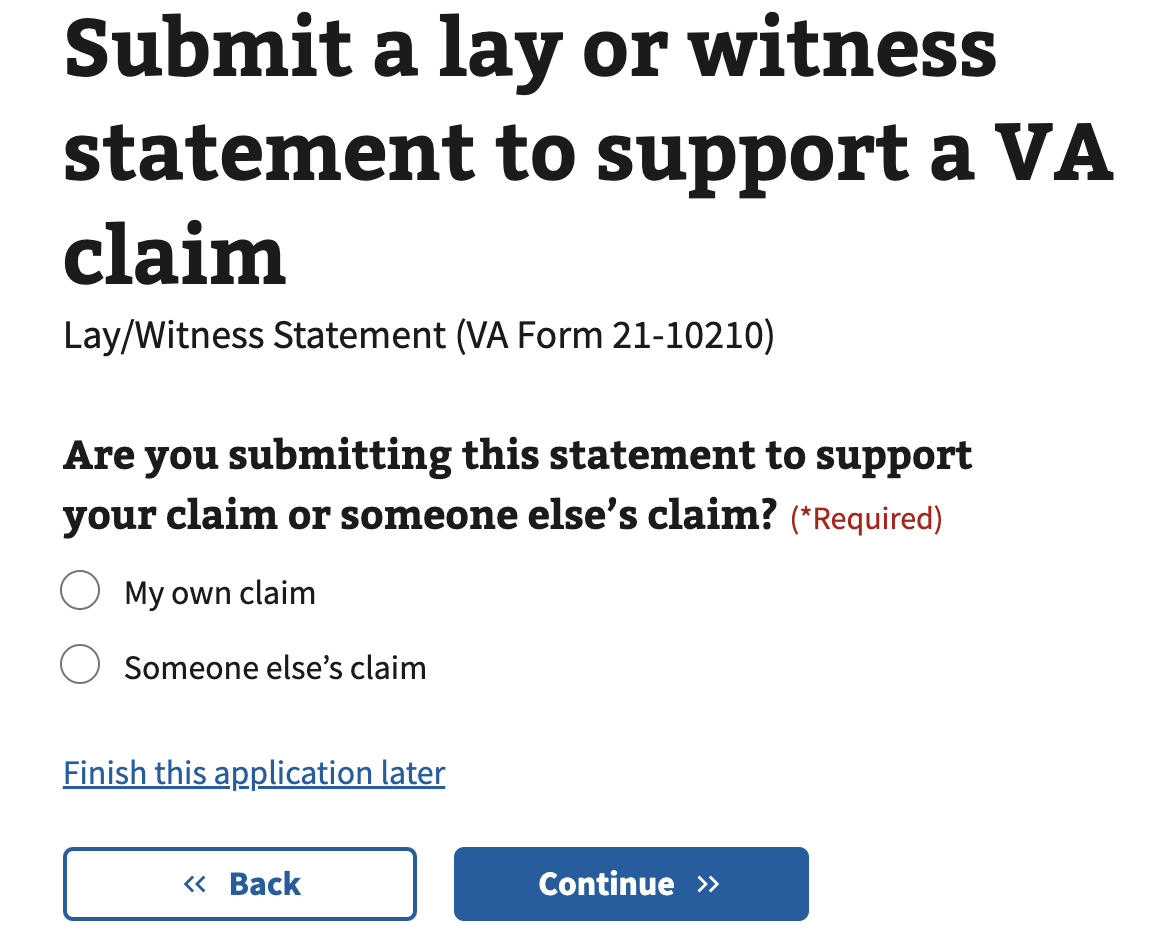 Submit a lay or witness
statement to support a VA
claim
Lay/Witness Statement (VA Form 21-10210)
Are you submitting this statement to support
your claim or someone else’s claim? (*Required)
My own claim
Someone else’s claim
Finish this application later
« Back
Continue »